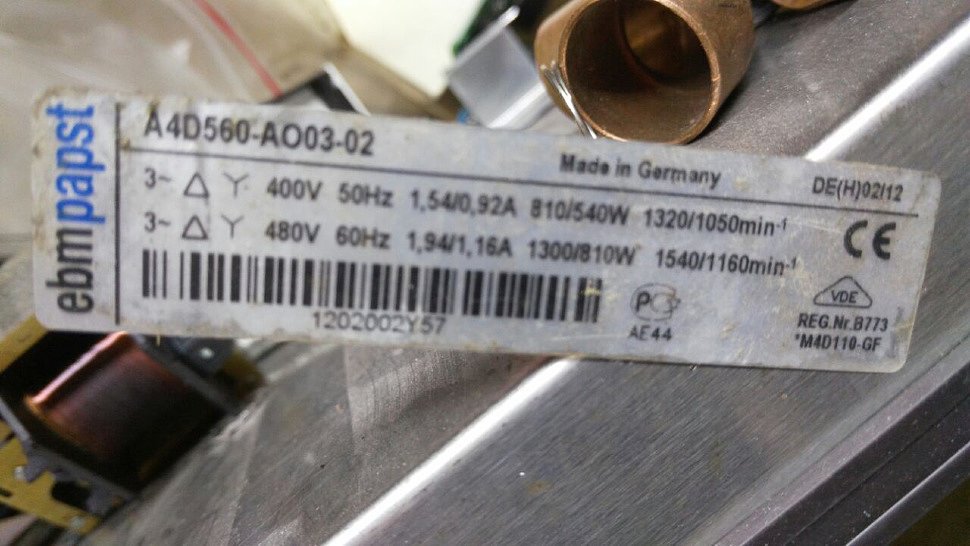 ebmpapst
A4D560-AO03-02
Made in Germany
DE(H)02/12
3~ △ Y 400V 50Hz 1,54/0,92A 810/540W 1320/1050min-¹
3~ △ Y 480V 60Hz 1,94/1,16A 1300/810W 1540/1160min-¹
CE
1202002Y57
PC
AE44
VDE
REG.Nr.B773
*M4D110-GF